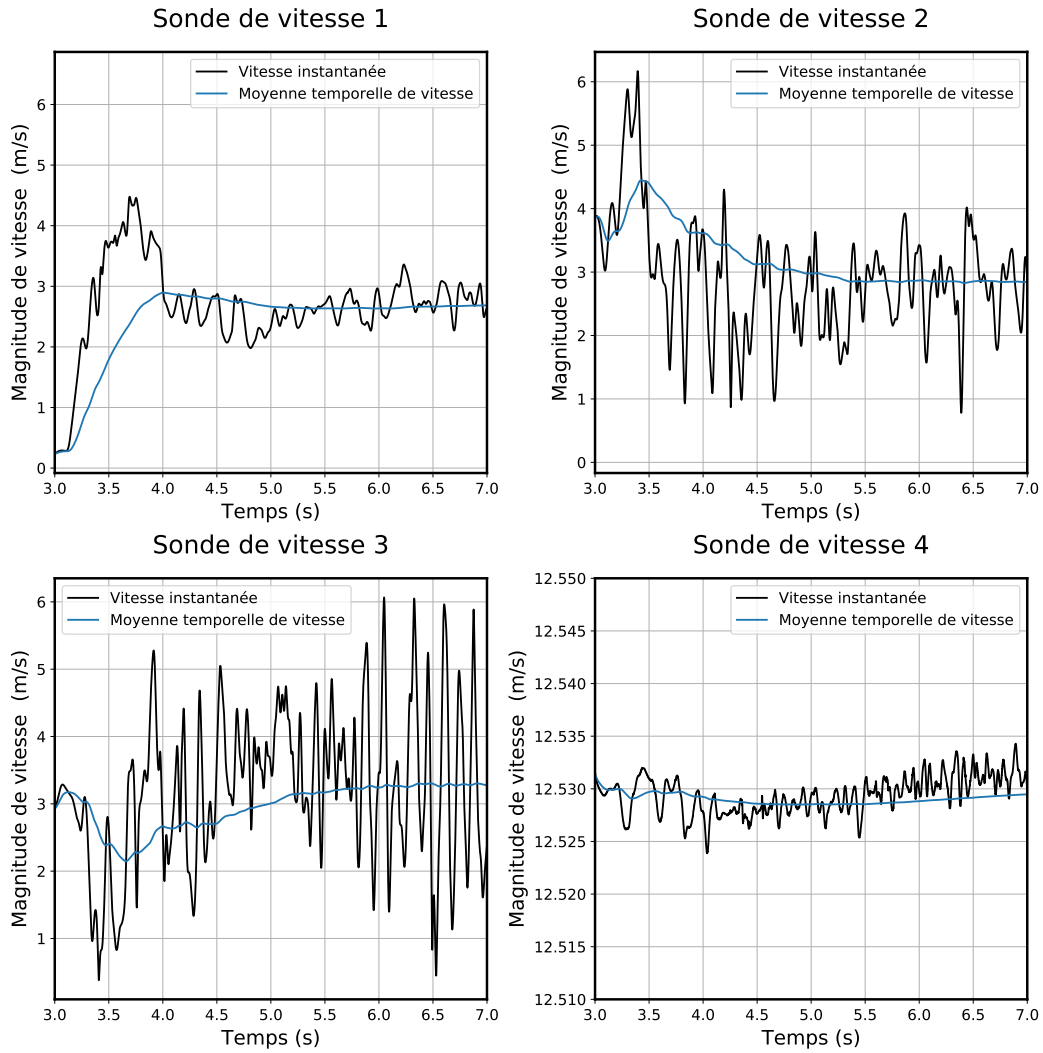 Sonde de vitesse 1
Vitesse instantanée
Moyenne temporelle de vitesse
Magnitude de vitesse (m/s)
6
5
4
3
2
1
0
3.0 3.5 4.0 4.5 5.0 5.5 6.0 6.5 7.0
Temps (s)
Sonde de vitesse 2
Vitesse instantanée
Moyenne temporelle de vitesse
Magnitude de vitesse (m/s)
6
5
4
3
2
1
0
3.0 3.5 4.0 4.5 5.0 5.5 6.0 6.5 7.0
Temps (s)
Sonde de vitesse 3
Vitesse instantanée
Moyenne temporelle de vitesse
Magnitude de vitesse (m/s)
6
5
4
3
2
1
3.0 3.5 4.0 4.5 5.0 5.5 6.0 6.5 7.0
Temps (s)
Sonde de vitesse 4
Vitesse instantanée
Moyenne temporelle de vitesse
Magnitude de vitesse (m/s)
12.550
12.545
12.540
12.535
12.530
12.525
12.520
12.515
12.510
3.0 3.5 4.0 4.5 5.0 5.5 6.0 6.5 7.0
Temps (s)